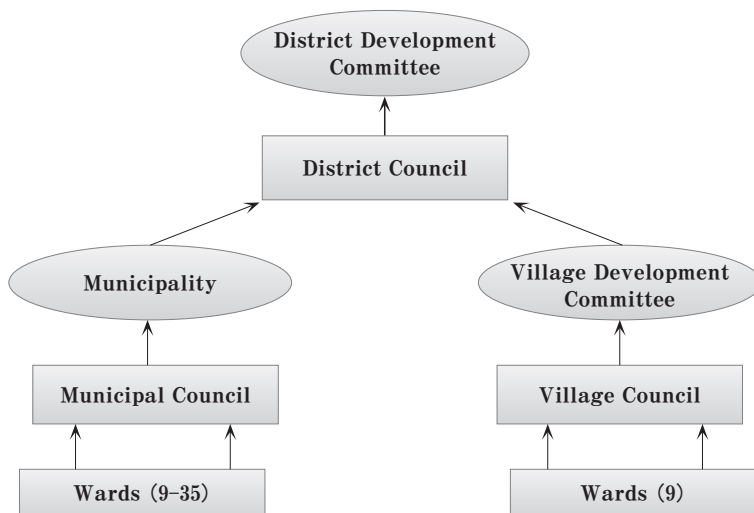 District Development
Committee
District Council
Municipality
Village Development
Committee
Municipal Council
Village Council
Wards (9-35)
Wards (9)